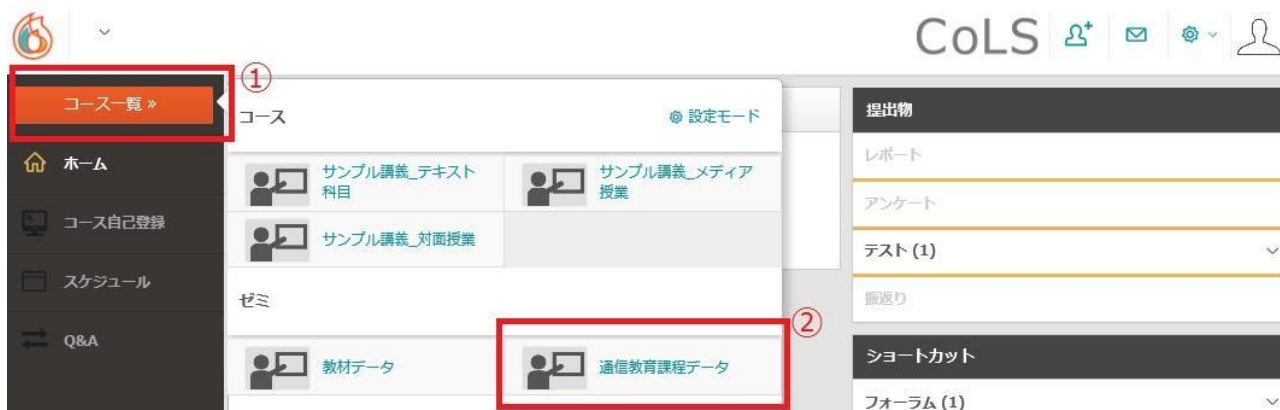 CoLS
①
コース一覧 »
コース
設定モード
提出物
ホーム
サンプル講義_テキスト
科目
サンプル講義_メディア
授業
レポート
アンケート
コース自己登録
サンプル講義_対面授業
テスト (1)
スケジュール
ゼミ
振返り
②
Q&A
教材データ
通信教育課程データ
ショートカット
フォーラム (1)